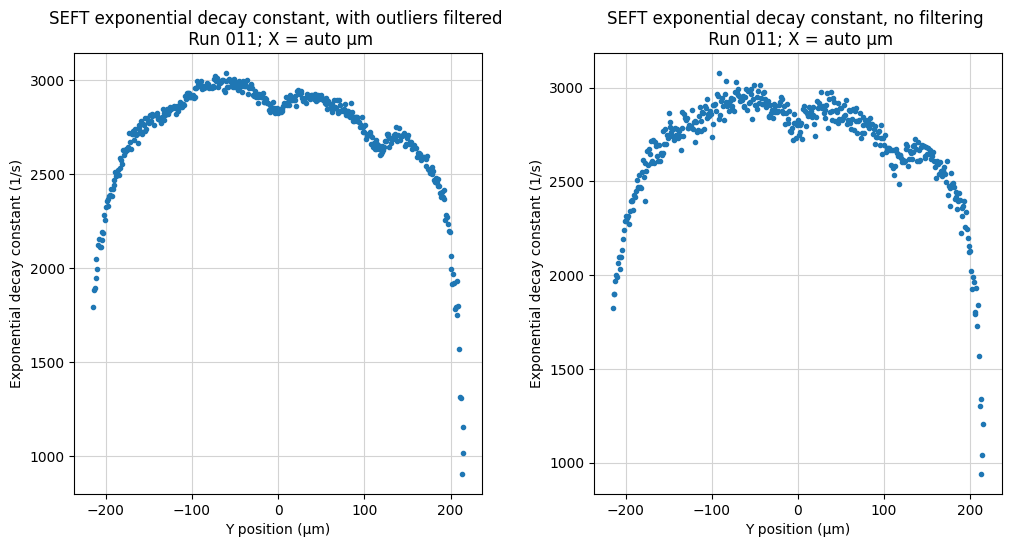 SEFT exponential decay constant, with outliers filtered
Run 011; X = auto μm
Exponential decay constant (1/s)
3000
2500
2000
1500
1000
−200
−100
0
100
200
Y position (μm)
SEFT exponential decay constant, no filtering
Run 011; X = auto μm
Exponential decay constant (1/s)
3000
2500
2000
1500
1000
−200
−100
0
100
200
Y position (μm)